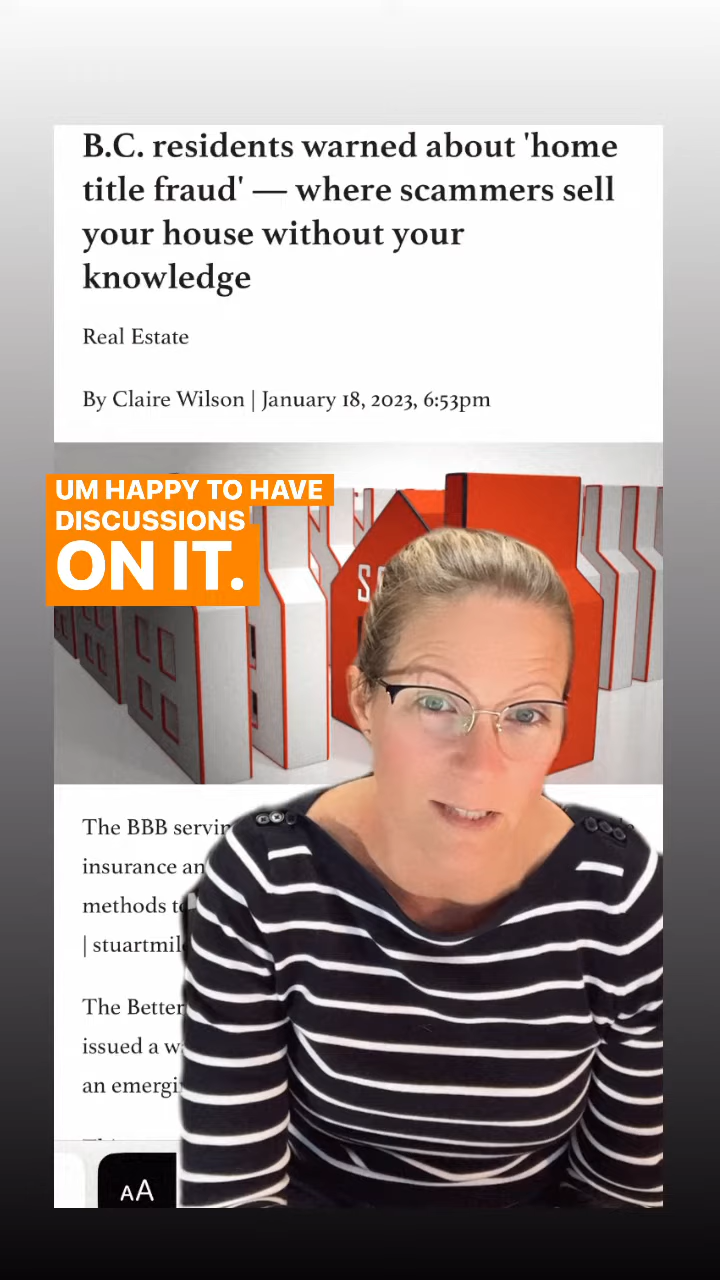 B.C. residents warned about 'home
title fraud' — where scammers sell
your house without your
knowledge
Real Estate
By Claire Wilson | January 18, 2023, 6:53pm
UM HAPPY TO HAVE
DISCUSSIONS
ON IT.
The BBB
insurance
methods
|
The Better
issued a
an
AA